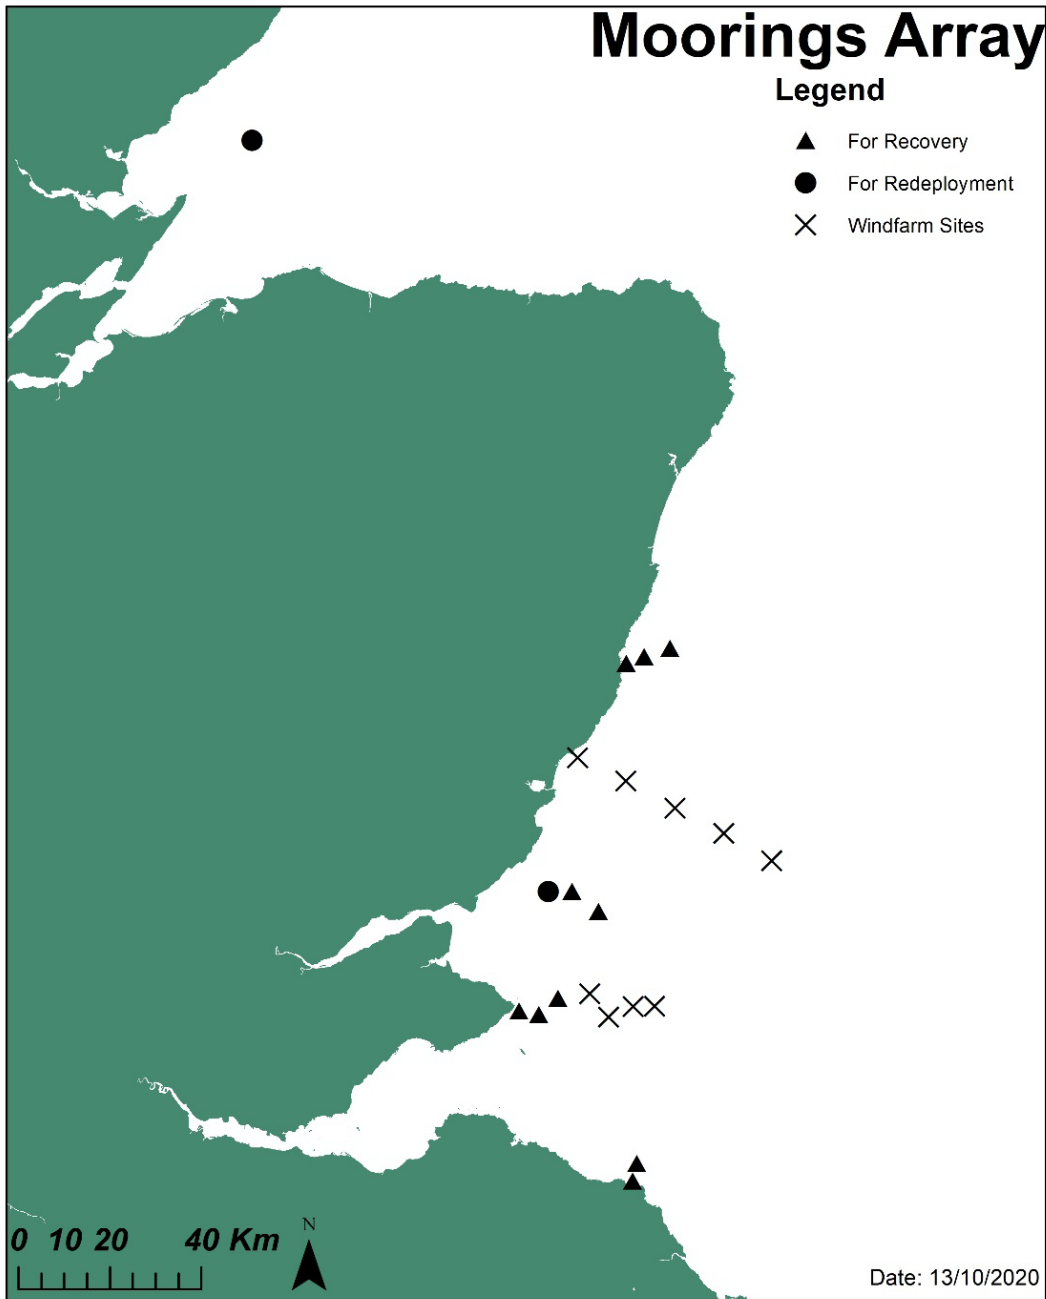 Moorings Array
Legend
For Recovery
For Redeployment
Windfarm Sites
0 10 20 40 Km
N
Date: 13/10/2020